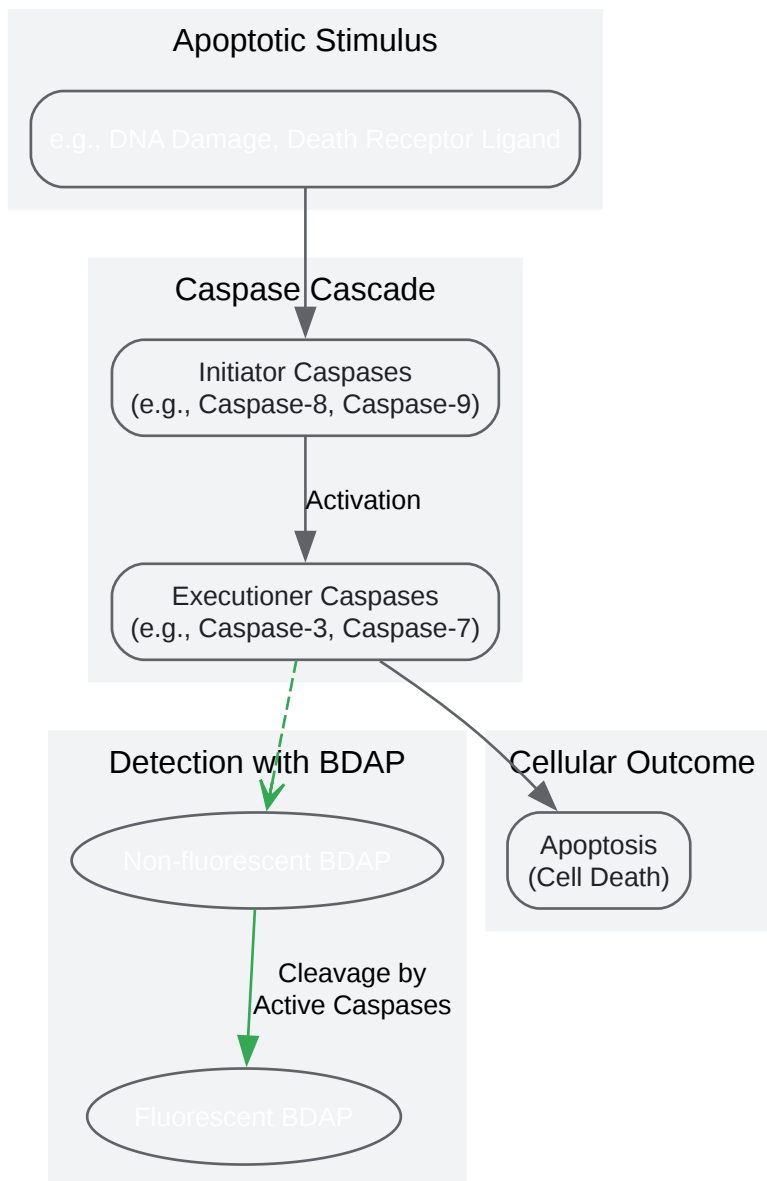 Apoptotic Stimulus
e.g., DNA Damage, Death Receptor Ligand
Caspase Cascade
Initiator Caspases
(e.g., Caspase-8, Caspase-9)
Activation
Executioner Caspases
(e.g., Caspase-3, Caspase-7)
Detection with BDAP
Cellular Outcome
Non-fluorescent BDAP
Apoptosis
(Cell Death)
Cleavage by
Active Caspases
Fluorescent BDAP